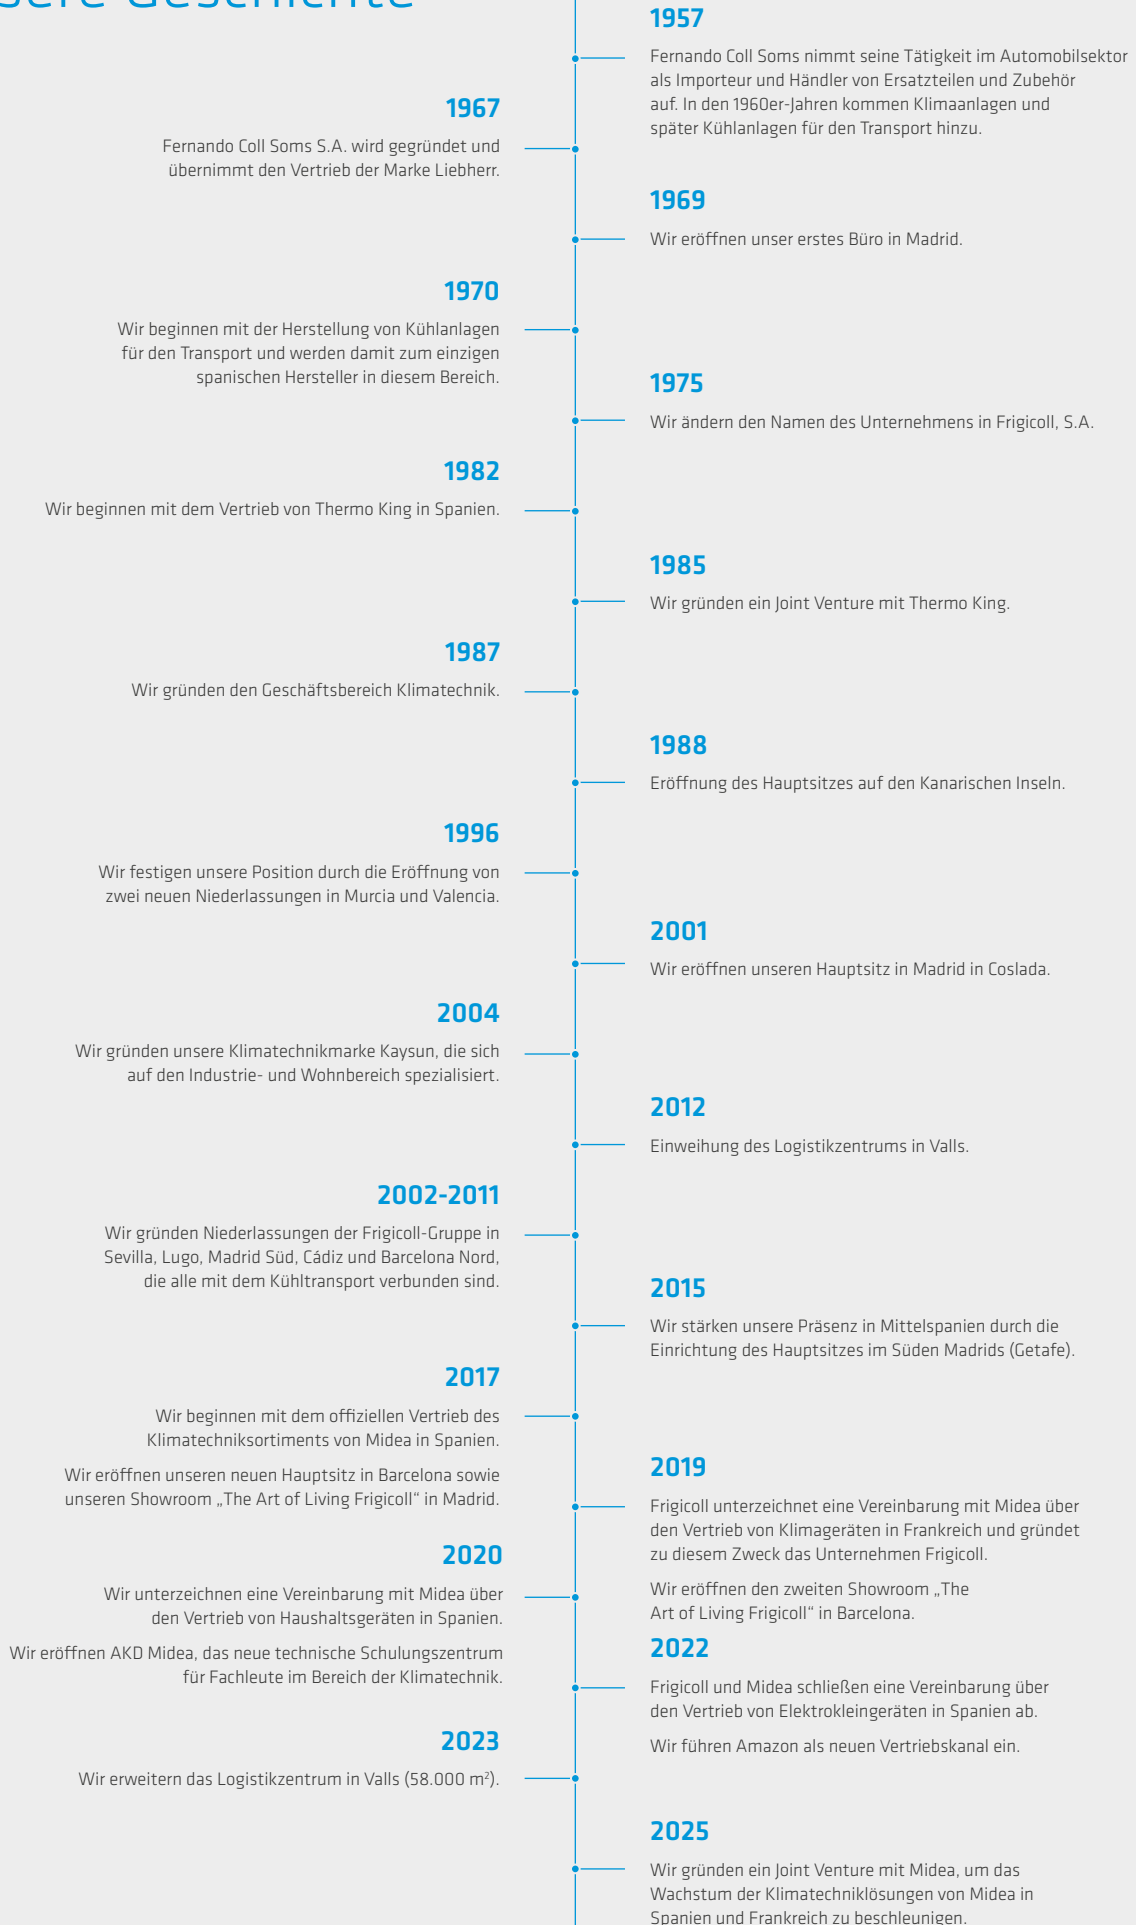 Geschichte
1957
Fernando Coll Soms nimmt seine Tätigkeit im Automobilsektor
als Importeur und Händler von Ersatzteilen und Zubehör
auf. In den 1960er-Jahren kommen Klimaanlagen und
später Kühlanlagen für den Transport hinzu.
1967
Fernando Coll Soms S.A. wird gegründet und
übernimmt den Vertrieb der Marke Liebherr.
1969
Wir eröffnen unser erstes Büro in Madrid.
1970
Wir beginnen mit der Herstellung von Kühlanlagen
für den Transport und werden damit zum einzigen
spanischen Hersteller in diesem Bereich.
1975
Wir ändern den Namen des Unternehmens in Frigicoll, S.A.
1982
Wir beginnen mit dem Vertrieb von Thermo King in Spanien.
1985
Wir gründen ein Joint Venture mit Thermo King.
1987
Wir gründen den Geschäftsbereich Klimatechnik.
1988
Eröffnung des Hauptsitzes auf den Kanarischen Inseln.
1996
Wir festigen unsere Position durch die Eröffnung von
zwei neuen Niederlassungen in Murcia und Valencia.
2001
Wir eröffnen unseren Hauptsitz in Madrid in Coslada.
2004
Wir gründen unsere Klimatechnikmarke Kaysun, die sich
auf den Industrie- und Wohnbereich spezialisiert.
2012
Einweihung des Logistikzentrums in Valls.
2002-2011
Wir gründen Niederlassungen der Frigicoll-Gruppe in
Sevilla, Lugo, Madrid Süd, Cádiz und Barcelona Nord,
die alle mit dem Kühltransport verbunden sind.
2015
Wir stärken unsere Präsenz in Mittelspanien durch die
Einrichtung des Hauptsitzes im Süden Madrids (Getafe).
2017
Wir beginnen mit dem offiziellen Vertrieb des
Klimatechniksortiments von Midea in Spanien.
Wir eröffnen unseren neuen Hauptsitz in Barcelona sowie
unseren Showroom „The Art of Living Frigicoll“ in Madrid.
2019
Frigicoll unterzeichnet eine Vereinbarung mit Midea über
den Vertrieb von Klimageräten in Frankreich und gründet
zu diesem Zweck das Unternehmen Frigicoll.
Wir eröffnen den zweiten Showroom „The
Art of Living Frigicoll“ in Barcelona.
2020
Wir unterzeichnen eine Vereinbarung mit Midea über
den Vertrieb von Haushaltsgeräten in Spanien.
Wir eröffnen AKD Midea, das neue technische Schulungszentrum
für Fachleute im Bereich der Klimatechnik.
2022
Frigicoll und Midea schließen eine Vereinbarung über
den Vertrieb von Elektrokleingeräten in Spanien ab.
Wir führen Amazon als neuen Vertriebskanal ein.
2023
Wir erweitern das Logistikzentrum in Valls (58.000 m²).
2025
Wir gründen ein Joint Venture mit Midea, um das
Wachstum der Klimatechniklösungen von Midea in
Spanien und Frankreich zu beschleunigen.